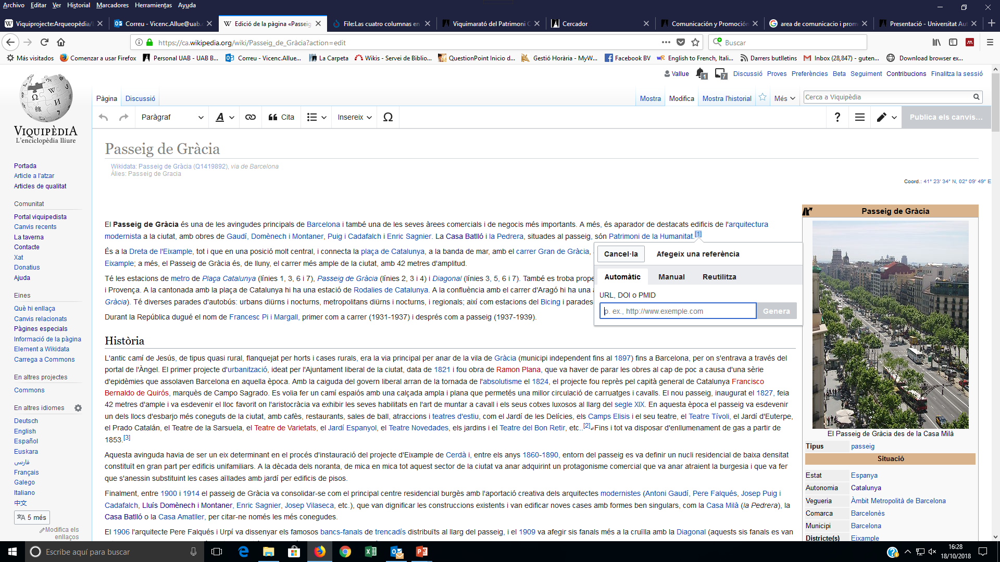 Archivo Editar Ver Historial Marcadores Herramientas Ayuda
Viquiprojecte:Arqueopèdia/ Correu - Vicenc.Allue@uab. Edició de la pàgina «Passeig File:Las cuatro columnas en Viquimarató del Patrimoni C Cercador Comunicación y Promoción area de comunicacio i prom Presentació - Universitat Aut
https://ca.wikipedia.org/wiki/Passeig_de_Gràcia?action=edit Buscar
Más visitados Comenzar a usar Firefox Personal UAB - UAB B... Correu - Vicenc.Allue... La Carpeta Wikis - Servei de Biblio... QuestionPoint Inicio d... Gestió Horària - MyW... Facebook BV English to French, Itali... Darrers butlletins Inbox (28,847) - guten... Download browser ex...
Vallue 1 7 Discussió Proves Preferències Beta Seguiment Contribucions Finalitza la sessió
Pàgina Discussió Mostra Modifica Mostra l'historial Més Cerca a Viquipèdia
Paràgraf A Cita Insereix Ω ? Publica els canvis...
VIQUIPÈDIA
L'enciclopèdia lliure
Portada
Article a l'atzar
Articles de qualitat
Comunitat
Portal viquipedista
Canvis recents
La taverna
Contacte
Xat
Donatius
Ajuda
Eines
Què hi enllaça
Canvis relacionats
Pàgines especials
Informació de la pàgina
Element a Wikidata
Carrega a Commons
En altres projectes
Commons
En altres idiomes
Deutsch
English
Español
Euskara
فارسی
Français
Galego
Italiano
中文
5 més
Modifica els
enllaços
Passeig de Gràcia
Wikidata: Passeig de Gràcia (Q1419892), via de Barcelona
Àlies: Passeig de Gracia
Coord.: 41° 23′ 34″ N, 02° 09′ 49″ E
El Passeig de Gràcia és una de les avingudes principals de Barcelona i també una de les seves àrees comercials i de negocis més importants. A més, és aparador de destacats edificis de l'arquitectura
modernista a la ciutat, amb obres de Gaudí, Domènech i Montaner, Puig i Cadafalch i Enric Sagnier. La Casa Batlló i la Pedrera, situades al passeig, són Patrimoni de la Humanitat.[1]
És a la Dreta de l'Eixample, tot i que en una posició molt central, i connecta la plaça de Catalunya, a la banda de mar, amb el carrer Gran de Gràcia,
Eixample; a més, el Passeig de Gràcia és, de lluny, el carrer més ample de la ciutat, amb 42 metres d'amplitud.
Té les estacions de metro de Plaça Catalunya (línies 1, 3, 6 i 7), Passeig de Gràcia (línies 2, 3 i 4) i Diagonal (línies 3, 5, 6 i 7). També es troba prope
i Provença. A la cantonada amb la plaça de Catalunya hi ha una estació de Rodalies de Catalunya. A la confluència amb el carrer d'Aragó hi ha una
Gràcia). Té diverses parades d'autobús: urbans diürns i nocturns, metropolitans diürns i nocturns, i regionals; així com estacions del Bicing i parades
Durant la República dugué el nom de Francesc Pi i Margall, primer com a carrer (1931-1937) i després com a passeig (1937-1939).
Cancel·la Afegeix una referència
Automàtic Manual Reutilitza
URL, DOI o PMID
p. ex., http://www.exemple.com Genera
Història
L'antic camí de Jesús, de tipus quasi rural, flanquejat per horts i cases rurals, era la via principal per anar de la vila de Gràcia (municipi independent fins al 1897) fins a Barcelona, per on s'entrava a través del
portal de l'Àngel. El primer projecte d'urbanització, ideat per l'Ajuntament liberal de la ciutat, data de 1821 i fou obra de Ramon Plana, que va haver de parar les obres al cap de poc a causa d'una sèrie
d'epidèmies que assolaven Barcelona en aquella època. Amb la caiguda del govern liberal arran de la tornada de l'absolutisme el 1824, el projecte fou représ pel capità general de Catalunya Francisco
Bernaldo de Quirós, marquès de Campo Sagrado. Es volia fer un camí espaiós amb una calçada ampla i plana que permetés una millor circulació de carruatges i cavalls. El nou passeig, inaugurat el 1827, feia
42 metres d'ample i va esdevenir el lloc favorit on l'aristocràcia va exhibir les seves habilitats en l'art de muntar a cavall i els seus cotxes luxosos al llarg del segle XIX. En aquesta època el passeig va esdevenir
un dels llocs d'esbarjo més coneguts de la ciutat, amb cafès, restaurants, sales de ball, atraccions i teatres d'estiu, com el Jardí de les Delícies, els Camps Elisis i el seu teatre, el Teatre Tívoli, el Jardí d'Euterpe,
el Prado Catalán, el Teatre de la Sarsuela, el Teatre de Varietats, el Jardí Espanyol, el Teatre Novedades, els jardins i el Teatre del Bon Retir, etc..[2]↵Fins i tot va disposar d'enllumenament de gas a partir de
1853.[3]
Aquesta avinguda havia de ser un eix determinant en el procés d'instauració del projecte d'Eixample de Cerdà i, entre els anys 1860-1890, entorn del passeig es va definir un nucli residencial de baixa densitat
constituït en gran part per edificis unifamiliars. A la dècada dels noranta, de mica en mica tot aquest sector de la ciutat va anar adquirint un protagonisme comercial que va anar atraient la burgesia i que va fer
que s'anessin substituint les cases aïllades amb jardí per edificis de pisos.
Finalment, entre 1900 i 1914 el passeig de Gràcia va consolidar-se com el principal centre residencial burgès amb l'aportació creativa dels arquitectes modernistes (Antoni Gaudí, Pere Falqués, Josep Puig i
Cadafalch, Lluís Domènech i Montaner, Enric Sagnier, Josep Vilaseca, etc.), que van dignificar les construccions existents i van edificar noves cases amb formes ben singulars, com la Casa Milà (la Pedrera), la
Casa Batlló o la Casa Amatller, per citar-ne només les més conegudes.
El 1906 l'arquitecte Pere Falqués i Urpí va dissenyar els famosos bancs-fanals de trencadís distribuïts al llarg del passeig, i el 1909 va afegir sis fanals més a la cruïlla amb la Diagonal (aquests sis fanals es van
Passeig de Gràcia
El Passeig de Gràcia des de la Casa Milà
Tipus passeig
Situació
Estat Espanya
Autonomia Catalunya
Vegueria Àmbit Metropolità de Barcelona
Comarca Barcelonès
Municipi Barcelona
Districte(s) Eixample
Escribe aquí para buscar
16:28
18/10/2018